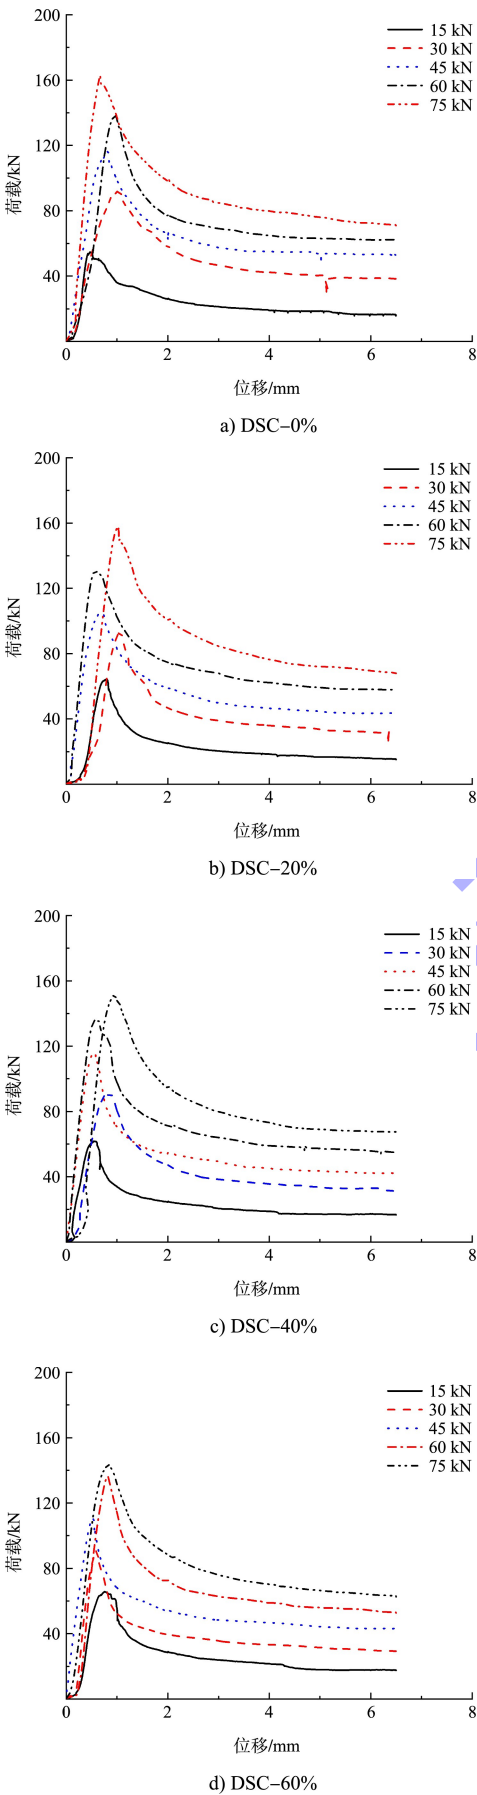 200
160
120
80
40
荷载/kN
15 kN
30 kN
45 kN
60 kN
75 kN
0 2 4 6 8
位移/mm
a) DSC–0%
200
160
120
80
40
荷载/kN
15 kN
30 kN
45 kN
60 kN
75 kN
0 2 4 6 8
位移/mm
b) DSC–20%
200
160
120
80
40
荷载/kN
15 kN
30 kN
45 kN
60 kN
75 kN
0 2 4 6 8
位移/mm
c) DSC–40%
200
160
120
80
40
荷载/kN
15 kN
30 kN
45 kN
60 kN
75 kN
0 2 4 6 8
位移/mm
d) DSC–60%